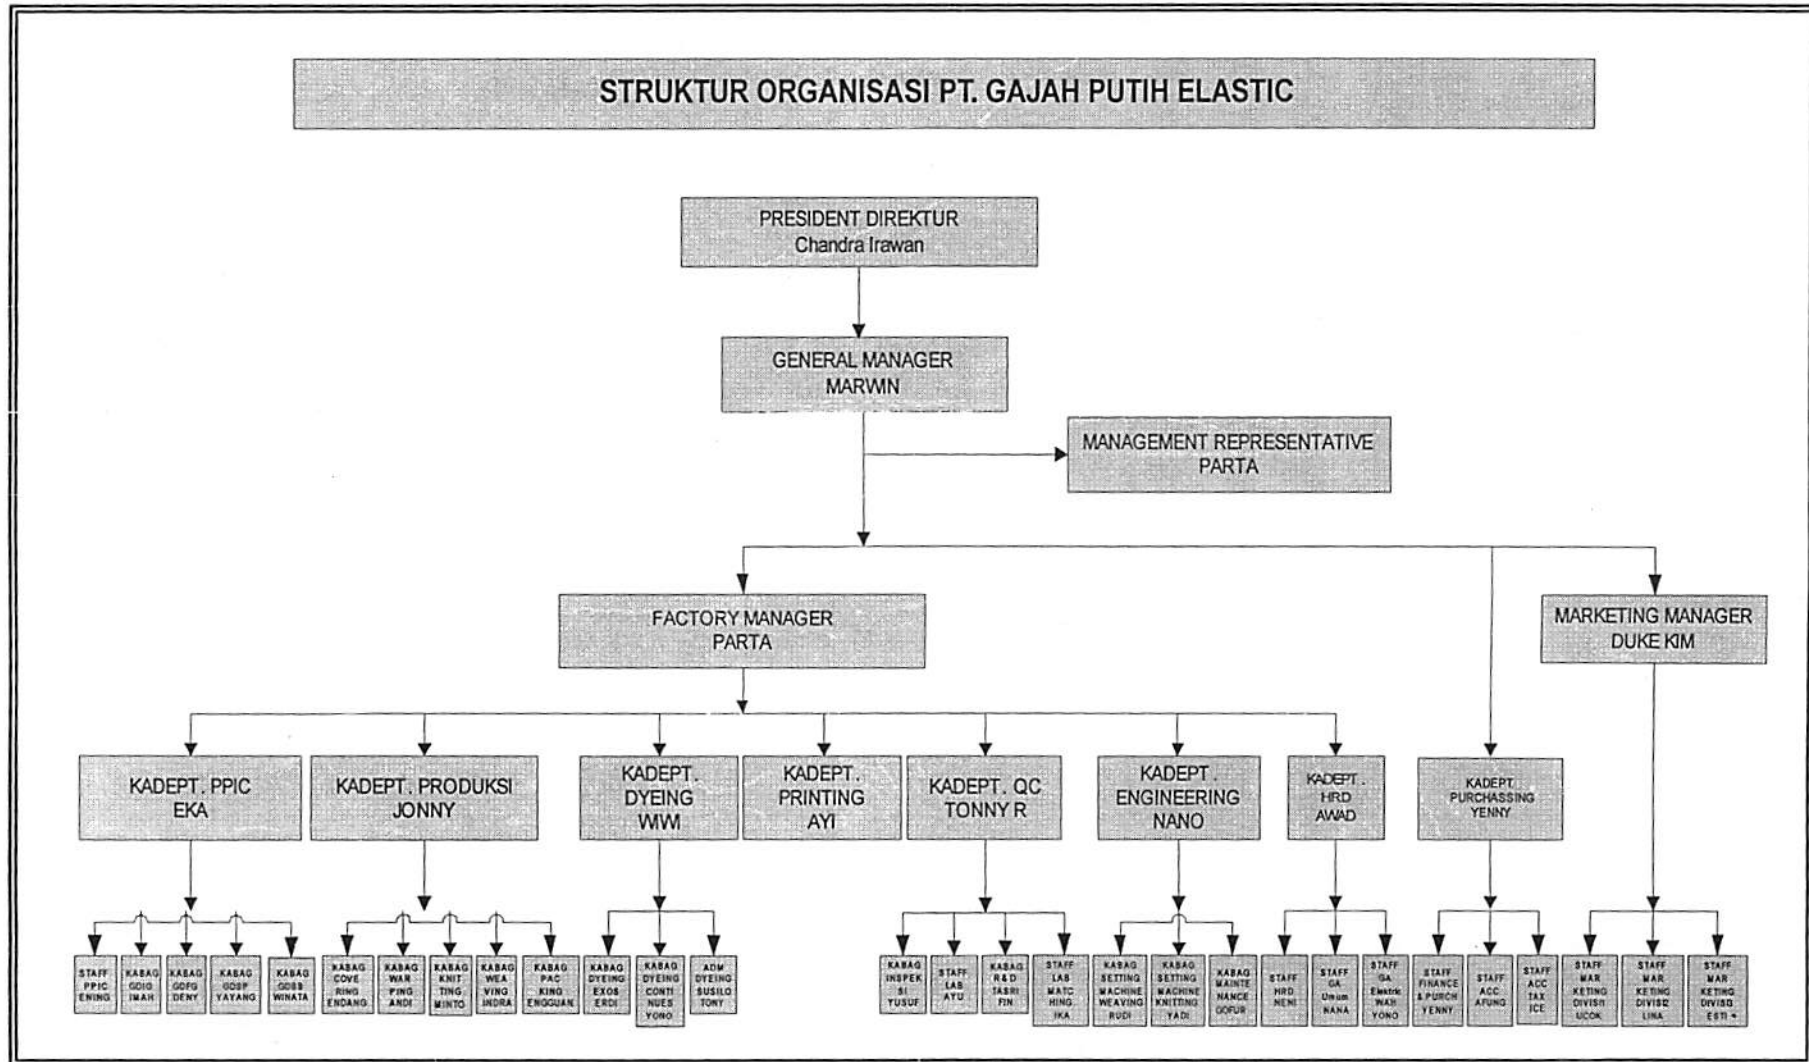 STRUKTUR ORGANISASI PT. GAJAH PUTIH ELASTIC
PRESIDENT DIREKTUR
Chandra Irawan
GENERAL MANAGER
MARWIN
MANAGEMENT REPRESENTATIVE
PARTA
FACTORY MANAGER
PARTA
MARKETING MANAGER
DUKE KIM
KADEPT. PPIC
EKA
KADEPT. PRODUKSI
JONNY
KADEPT.
DYEING
WIWI
KADEPT.
PRINTING
AYI
KADEPT. QC
TONNY R
KADEPT.
ENGINEERING
NANO
KADEPT.
HRD
AWAD
KADEPT.
PURCHASSING
YENNY
STAFF
PPIC
ENING
KABAG
GDIG
IMAH
KABAG
GDFG
DENY
KABAG
GDSP
YAYANG
KABAG
GDBB
WINATA
KABAG
COVE
RING
ENDANG
KABAG
WAR
PING
ANDI
KABAG
KNIT
TING
MINTO
KABAG
WEA
VING
INDRA
KABAG
PAC
KING
ENGGUAN
KABAG
DYEING
EXOS
ERDI
KABAG
DYEING
CONTI
NUES
YONO
ADM
DYEING
SUSILO
TONY
KABAG
INSPEK
SI
YUSUF
STAFF
LAB
AYU
KABAG
R&D
TASRI
FIN
STAFF
LAB
MATC
HING
IKA
KABAG
SETTING
MACHINE
WEAVING
RUDI
KABAG
SETTING
MACHINE
KNITTING
YADI
KABAG
MAINTE
NANCE
GOFUR
STAFF
HRD
NENI
STAFF
GA
Umum
NANA
STAFF
GA
Elektric
WAH
YONO
STAFF
FINANCE
& PURCH
YENNY
STAFF
ACC
AFUNG
STAFF
ACC
TAX
ICE
STAFF
MAR
KETING
DIVISI1
UCOK
STAFF
MAR
KETING
DIVISI2
LINA
STAFF
MAR
KETING
DIVISI3
ESTI